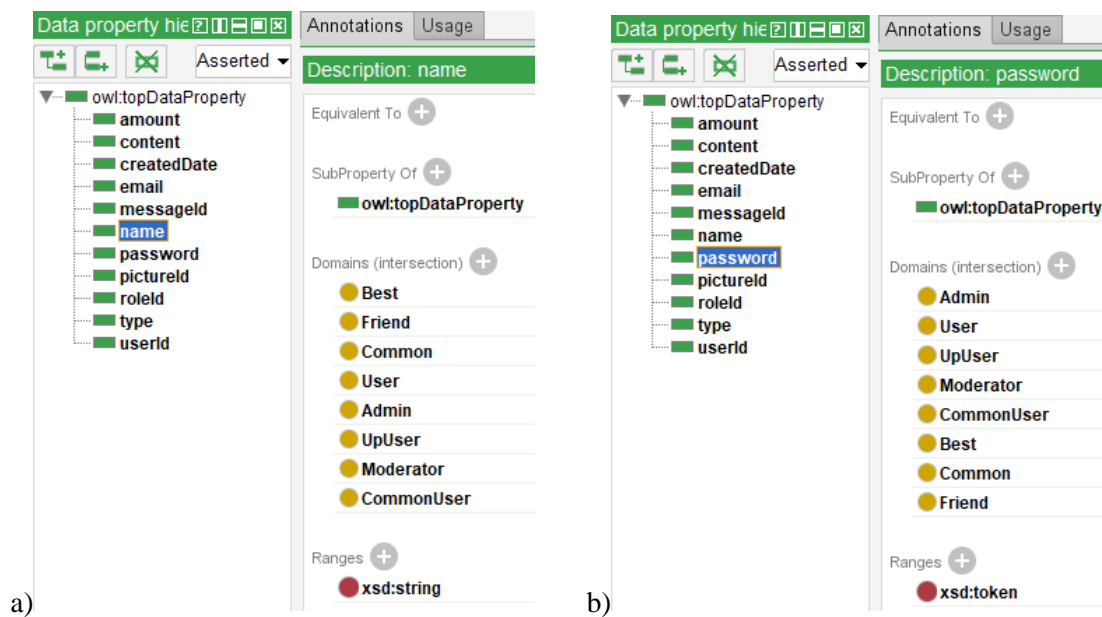 Data property hie
Asserted
owl:topDataProperty
amount
content
createdDate
email
messageId
name
password
pictureId
roleId
type
userId
Annotations Usage
Description: name
Equivalent To
SubProperty Of
owl:topDataProperty
Domains (intersection)
Best
Friend
Common
User
Admin
UpUser
Moderator
CommonUser
Ranges
xsd:string
a)
Data property hie
Asserted
owl:topDataProperty
amount
content
createdDate
email
messageId
name
password
pictureId
roleId
type
userId
Annotations Usage
Description: password
Equivalent To
SubProperty Of
owl:topDataProperty
Domains (intersection)
Admin
User
UpUser
Moderator
CommonUser
Best
Common
Friend
Ranges
xsd:token
b)